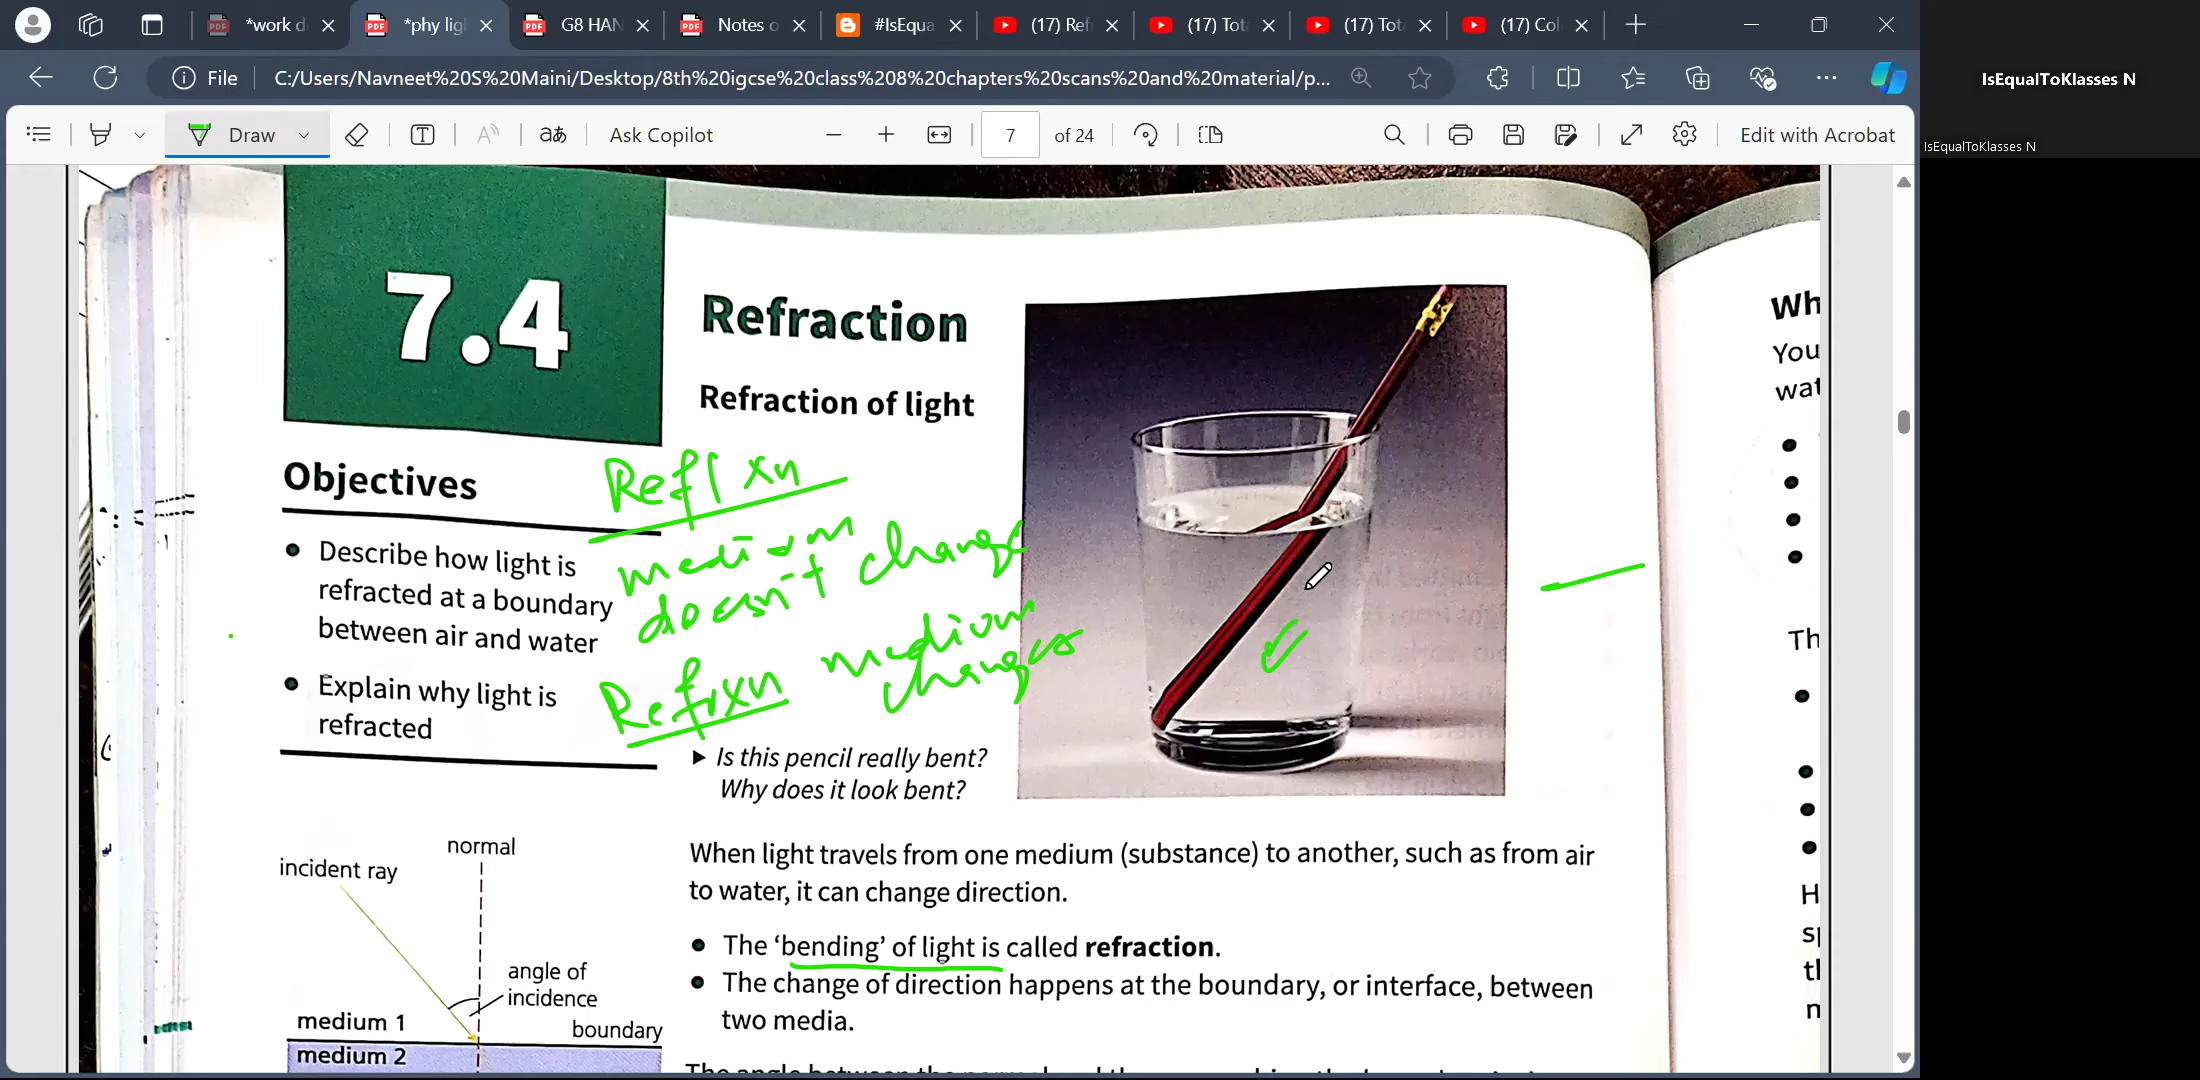 *work d
*phy lig
G8 HAN
Notes o
#IsEqua
(17) Ref
(17) Tot
(17) Tot
(17) Col
File
C:/Users/Navneet%20S%20Maini/Desktop/8th%20igcse%20class%208%20chapters%20scans%20and%20material/p...
Draw
Ask Copilot
7
of 24
Edit with Acrobat
IsEqualToKlasses N
IsEqualToKlasses N
7.4
Refraction
Refraction of light
Objectives
Describe how light is
refracted at a boundary
between air and water
Explain why light is
refracted
Reflxn
medium
doesn't change
Refrxn medium
changes
Is this pencil really bent?
Why does it look bent?
normal
incident ray
angle of
incidence
medium 1
boundary
medium 2
When light travels from one medium (substance) to another, such as from air
to water, it can change direction.
The ‘bending’ of light is called refraction.
The change of direction happens at the boundary, or interface, between
two media.
Wh
You
wat
Th
H